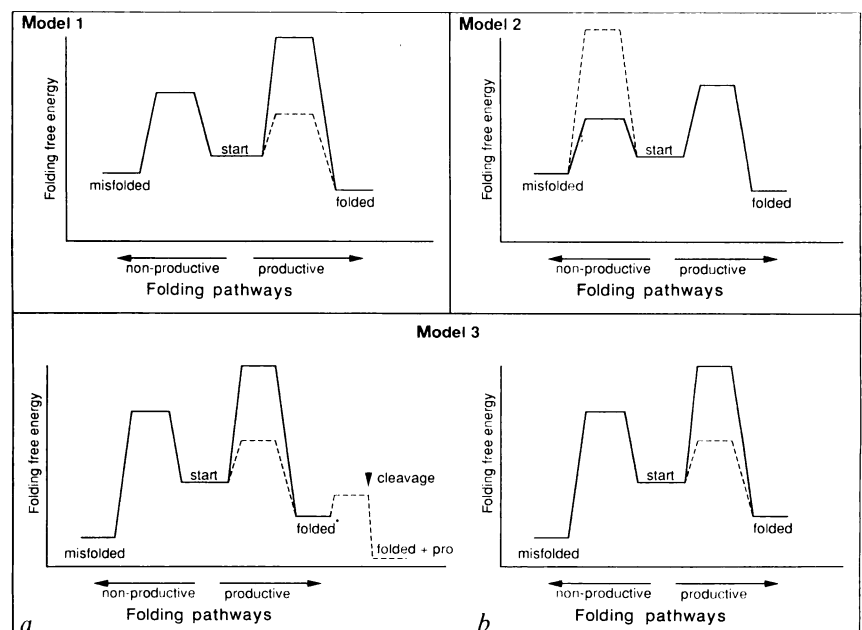 Model 1
Folding free energy
start
misfolded
folded
non-productive productive
Folding pathways
Model 2
Folding free energy
start
misfolded
folded
non-productive productive
Folding pathways
Model 3
Folding free energy
start
cleavage
folded*
misfolded
folded + pro
non-productive productive
Folding pathways
a
Folding free energy
start
folded
misfolded
non-productive productive
Folding pathways
b